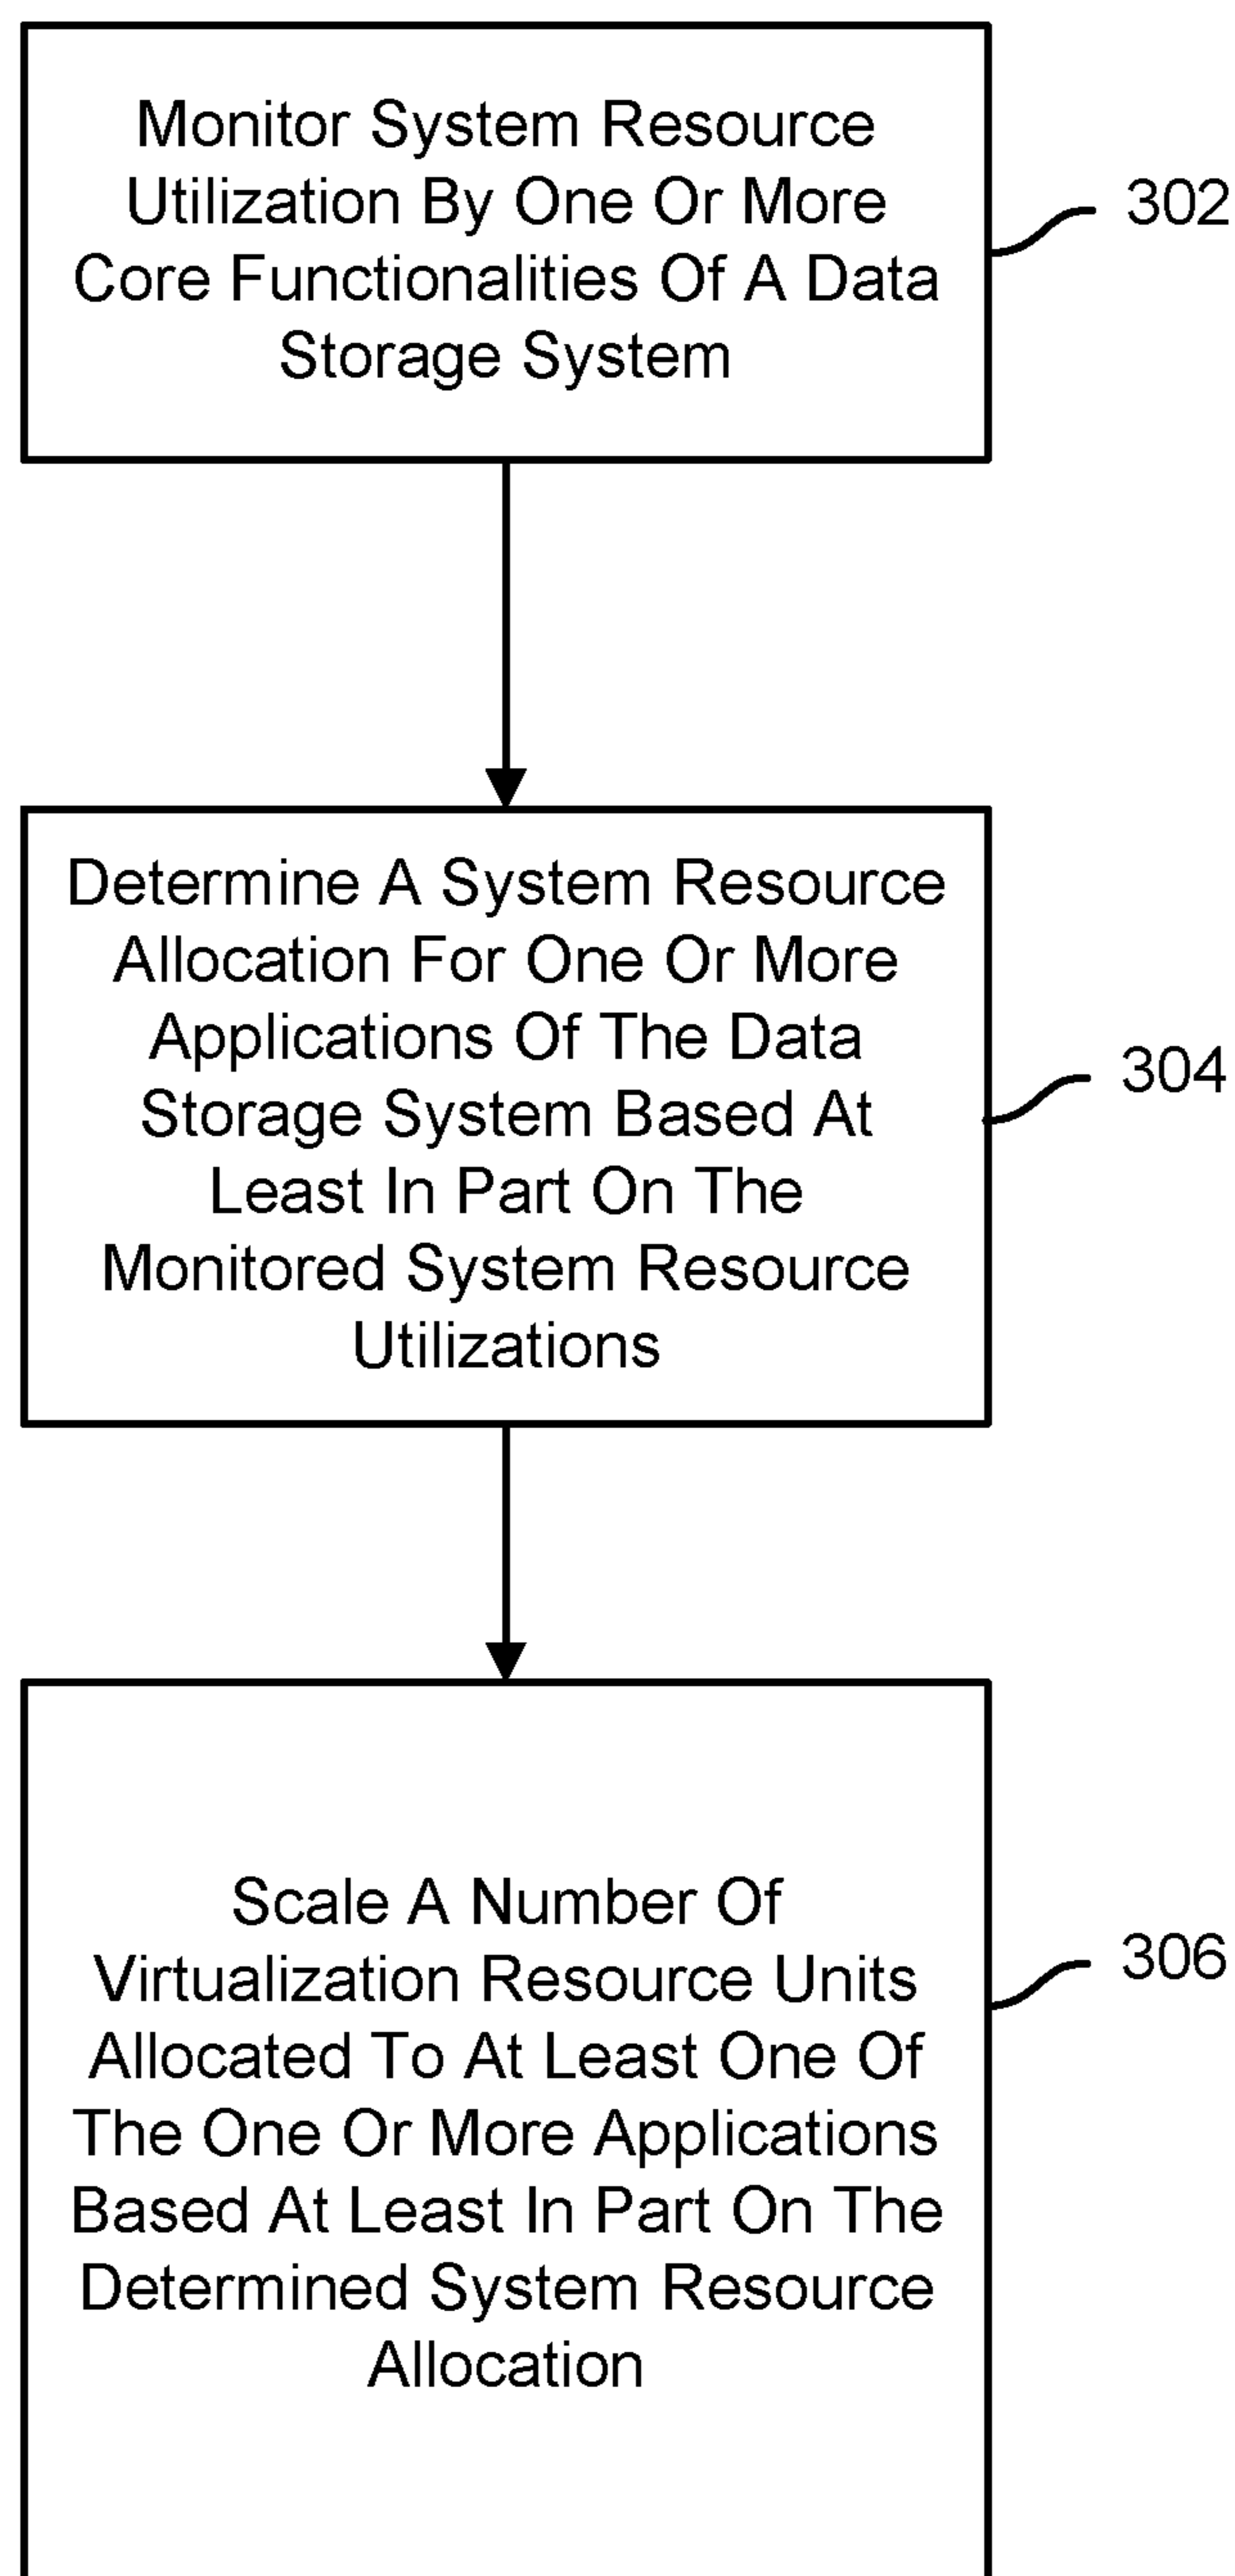 Monitor System Resource
Utilization By One Or More
Core Functionalities Of A Data
Storage System
302
Determine A System Resource
Allocation For One Or More
Applications Of The Data
Storage System Based At
Least In Part On The
Monitored System Resource
Utilizations
304
Scale A Number Of
Virtualization Resource Units
Allocated To At Least One Of
The One Or More Applications
Based At Least In Part On The
Determined System Resource
Allocation
306